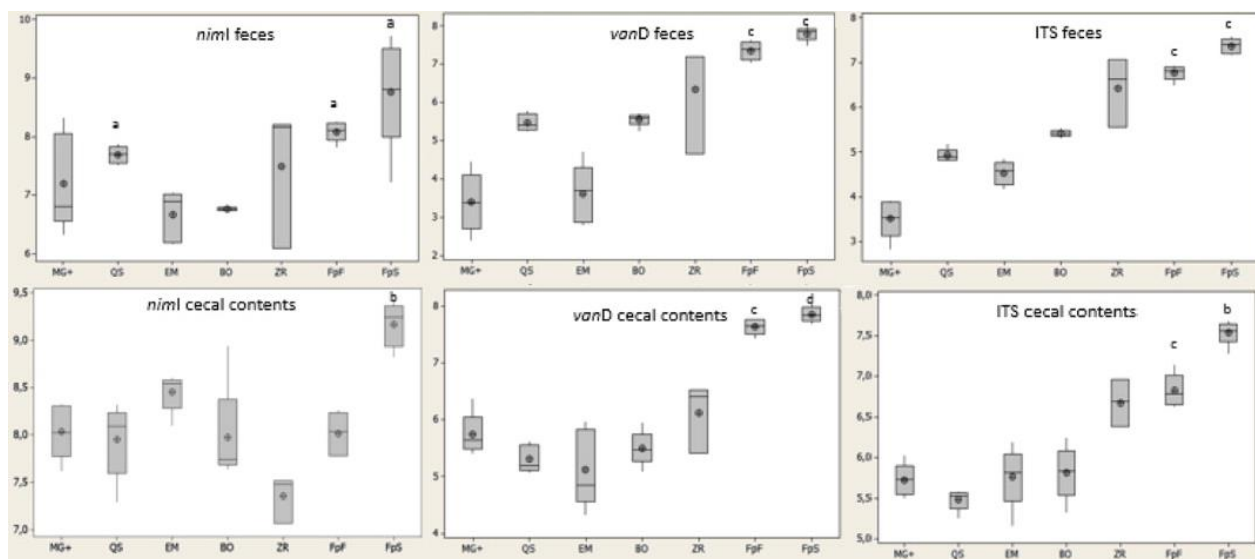 nimI feces
a
a
a
a
10
9
8
7
6
MG+ QS EM BO ZR FpF FpS
vanD feces
c
c
8
7
6
5
4
3
2
MG+ QS EM BO ZR FpF FpS
ITS feces
c
c
8
7
6
5
4
3
MG+ QS EM BO ZR FpF FpS
nimI cecal contents
b
9,5
9,0
8,5
8,0
7,5
7,0
MG+ QS EM BO ZR FpF FpS
vanD cecal contents
c
d
8
7
6
5
4
MG+ QS EM BO ZR FpF FpS
ITS cecal contents
c
b
8,0
7,5
7,0
6,5
6,0
5,5
5,0
MG+ QS EM BO ZR FpF FpS